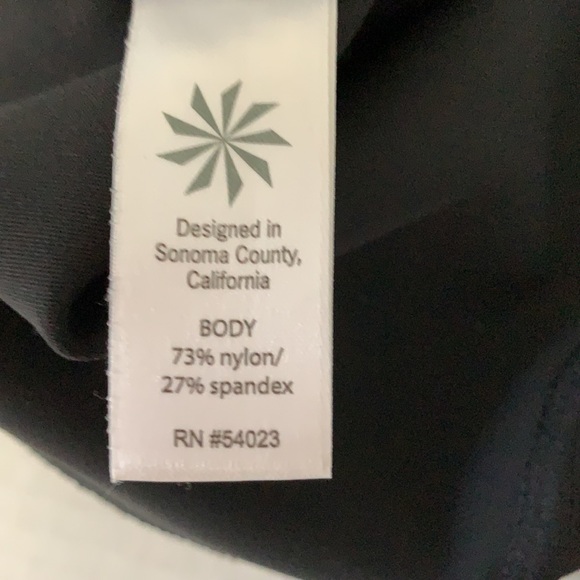 Designed in
Sonoma County,
California
BODY
73% nylon/
27% spandex
RN #54023